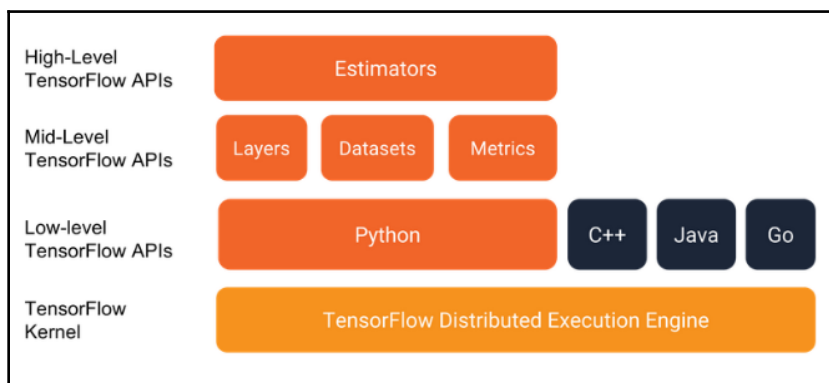 High-Level
TensorFlow APIs
Estimators
Mid-Level
TensorFlow APIs
Layers
Datasets
Metrics
Low-level
TensorFlow APIs
Python
C++
Java
Go
TensorFlow
Kernel
TensorFlow Distributed Execution Engine